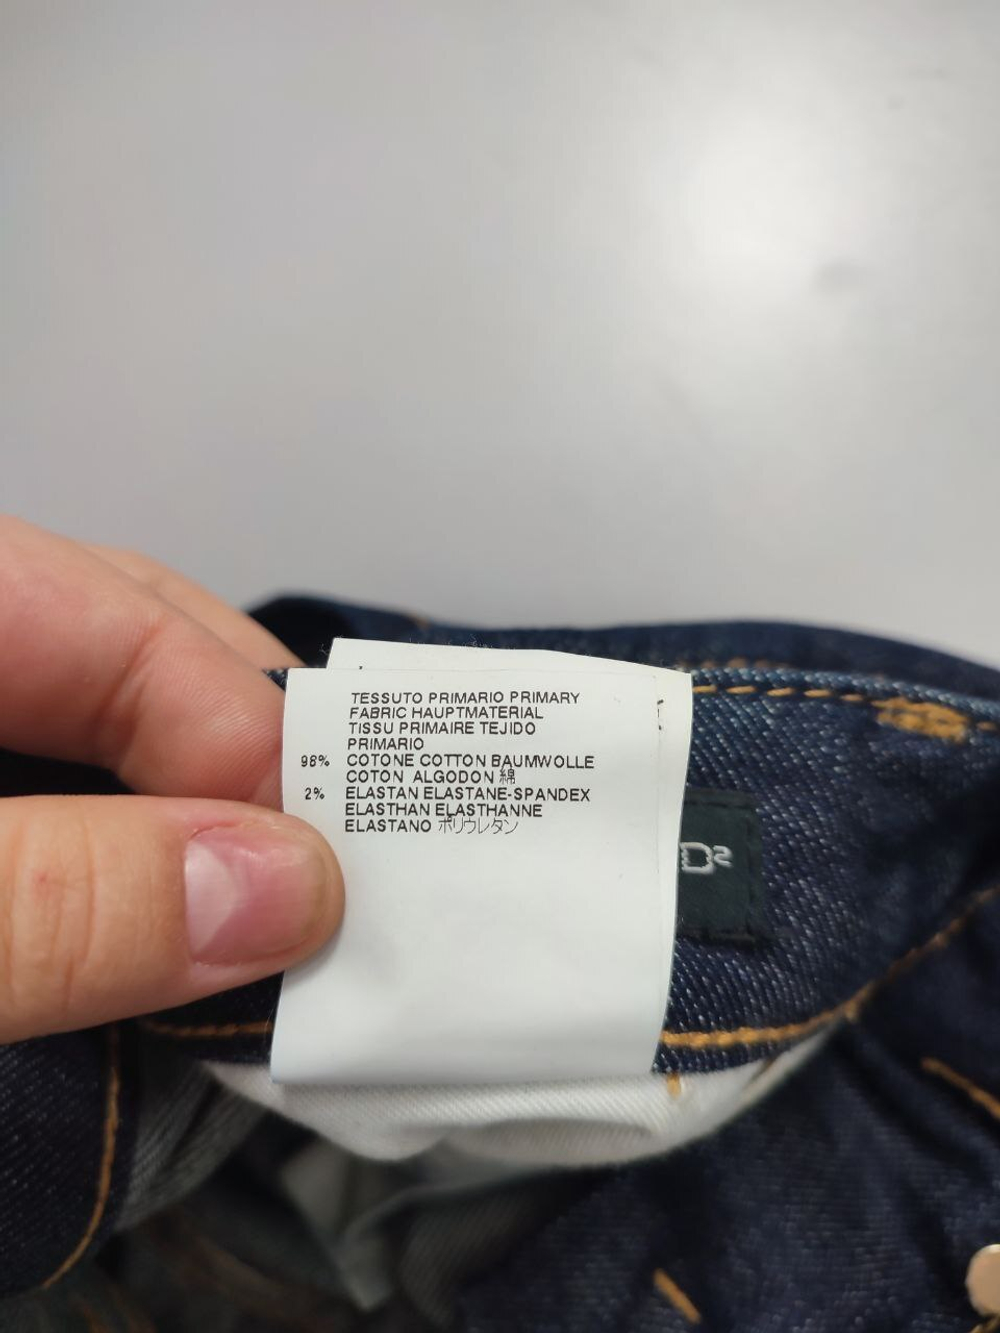 TESSUTO PRIMARIO PRIMARY
FABRIC HAUPTMATERIAL
TISSU PRIMAIRE TEJIDO
PRIMARIO
98% COTONE COTTON BAUMWOLLE
COTON ALGODON 綿
2% ELASTAN ELASTANE-SPANDEX
ELASTHAN ELASTHANNE
ELASTANO ポリウレタン
D2